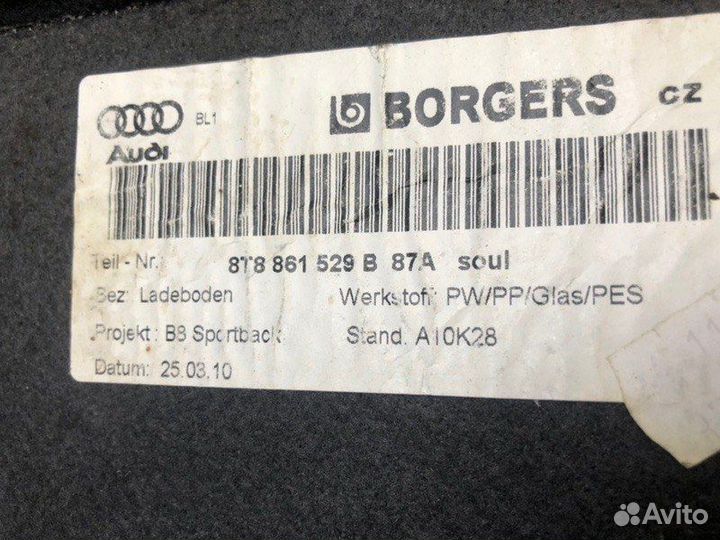 BL1
BORGERS CZ
Audi
Teil - Nr.: 8T8 861 529 B 87A soul
Bez: Ladeboden Werkstoff: PW/PP/Glas/PES
Projekt: B8 Sportback Stand: A10K28
Datum: 25.03.10
Avito